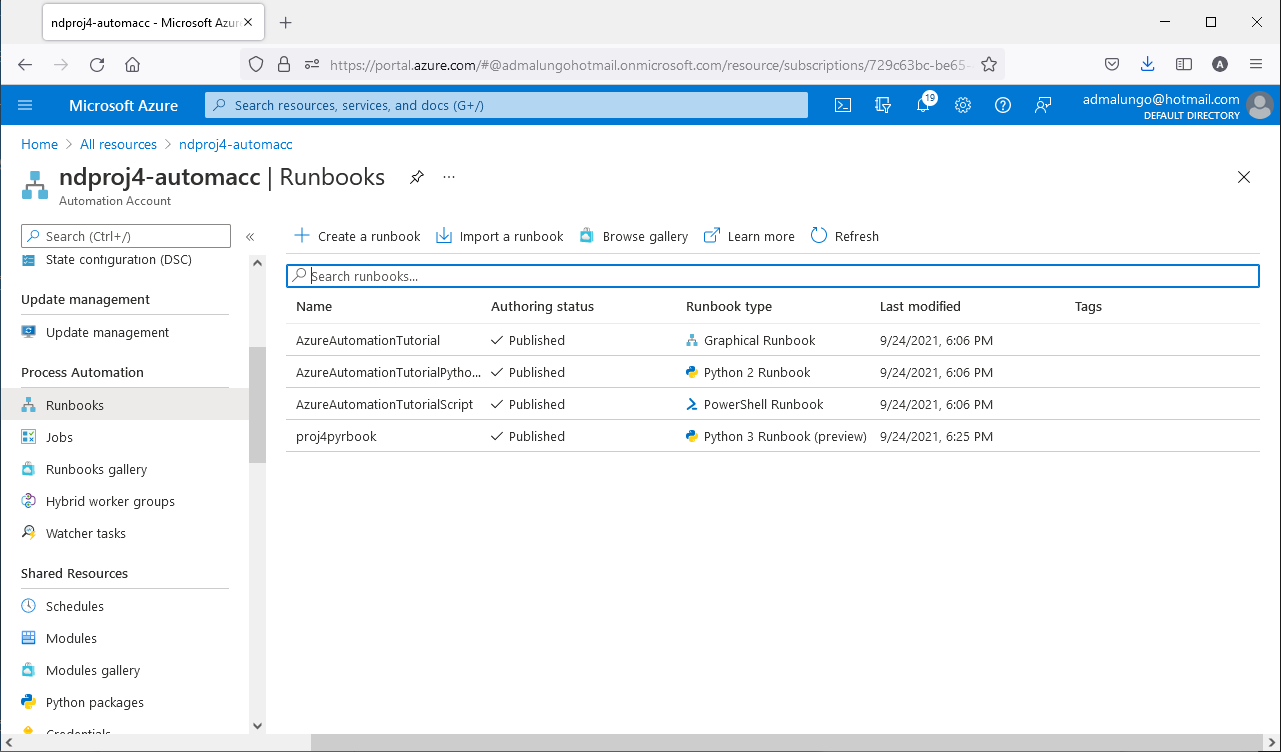 ndproj4-automacc - Microsoft Azur
https://portal.azure.com/#@admalungohotmail.onmicrosoft.com/resource/subscriptions/729c63bc-be65-
A
Microsoft Azure
Search resources, services, and docs (G+/)
19
admalungo@hotmail.com
DEFAULT DIRECTORY
Home > All resources > ndproj4-automacc
ndproj4-automacc | Runbooks
Automation Account
Search (Ctrl+/)
State configuration (DSC)
Update management
Update management
Process Automation
Runbooks
Jobs
Runbooks gallery
Hybrid worker groups
Watcher tasks
Shared Resources
Schedules
Modules
Modules gallery
Python packages
Credentials
Create a runbook Import a runbook Browse gallery Learn more Refresh
Search runbooks...
Name Authoring status Runbook type Last modified Tags
AzureAutomationTutorial Published Graphical Runbook 9/24/2021, 6:06 PM
AzureAutomationTutorialPytho... Published Python 2 Runbook 9/24/2021, 6:06 PM
AzureAutomationTutorialScript Published PowerShell Runbook 9/24/2021, 6:06 PM
proj4pyrbook Published Python 3 Runbook (preview) 9/24/2021, 6:25 PM